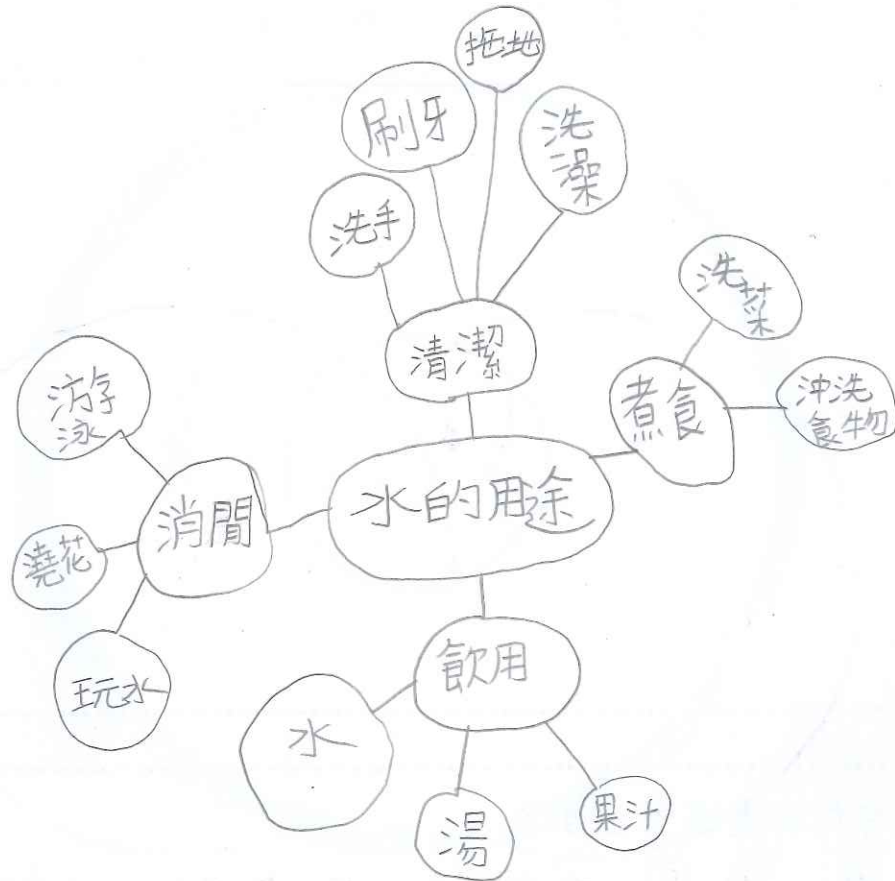 拖地
刷牙
洗
澡
洗手
清潔
洗
菜
煮食
沖洗
食物
游
泳
消閒
水的用途
澆花
玩水
飲用
水
湯
果汁